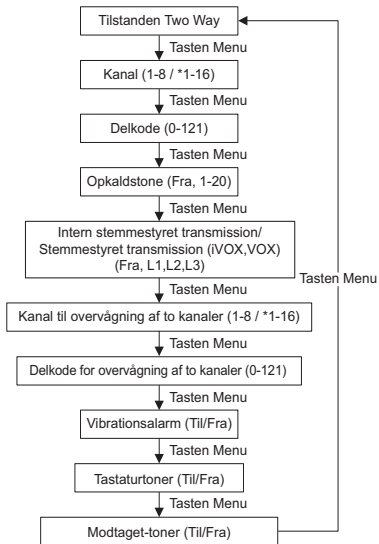 Tilstanden Two Way
Tasten Menu
Kanal (1-8 / *1-16)
Tasten Menu
Delkode (0-121)
Tasten Menu
Opkaldstone (Fra, 1-20)
Tasten Menu
Intern stemmestyret transmission/
Stemmestyret transmission (iVOX,VOX)
(Fra, L1,L2,L3)
Tasten Menu
Tasten Menu
Kanal til overvågning af to kanaler (1-8 / *1-16)
Tasten Menu
Delkode for overvågning af to kanaler (0-121)
Tasten Menu
Vibrationsalarm (Til/Fra)
Tasten Menu
Tastaturtoner (Til/Fra)
Tasten Menu
Modtaget-toner (Til/Fra)